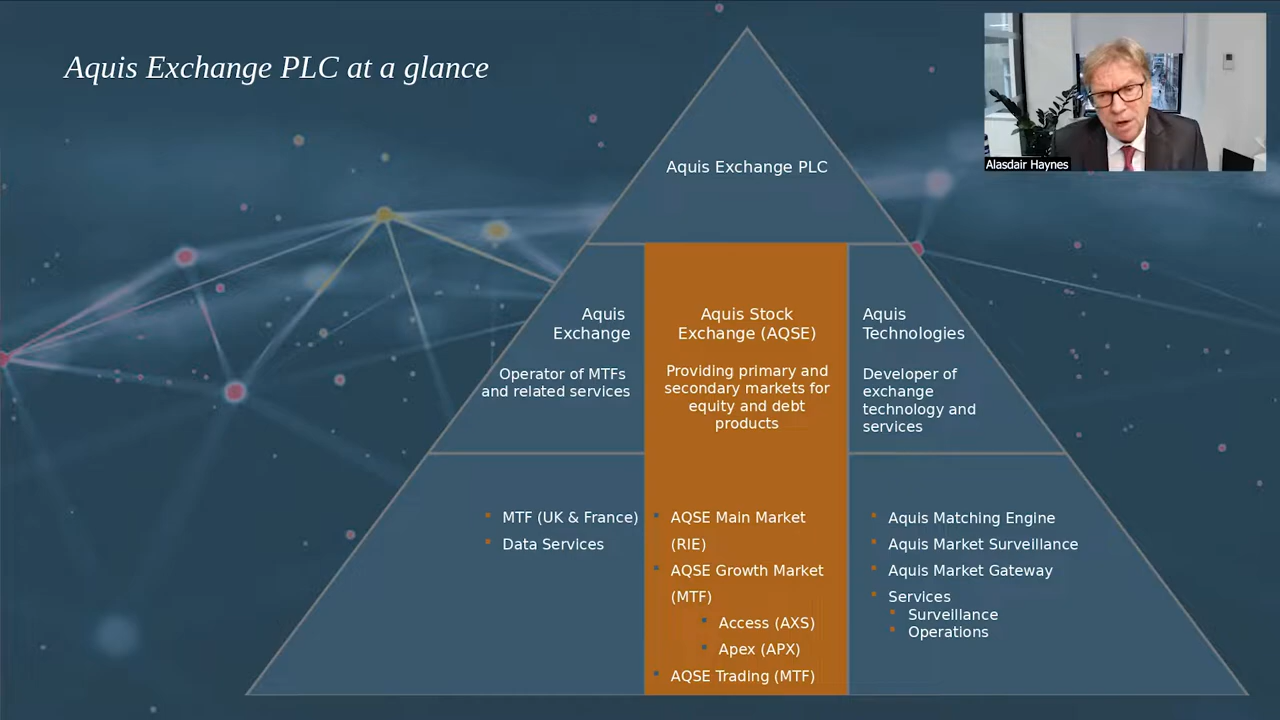 Aquis Exchange PLC at a glance
Alasdair Haynes
Aquis Exchange PLC
Aquis
Exchange
Operator of MTFs
and related services
MTF (UK & France)
Data Services
Aquis Stock
Exchange (AQSE)
Providing primary and
secondary markets for
equity and debt
products
AQSE Main Market
(RIE)
AQSE Growth Market
(MTF)
Access (AXS)
Apex (APX)
AQSE Trading (MTF)
Aquis
Technologies
Developer of
exchange
technology and
services
Aquis Matching Engine
Aquis Market Surveillance
Aquis Market Gateway
Services
Surveillance
Operations